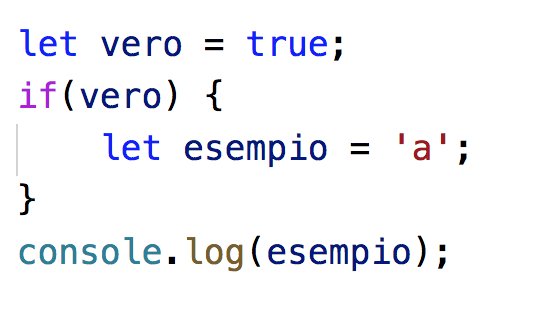 let vero = true;
if(vero) {
    let esempio = 'a';
}
console.log(esempio);